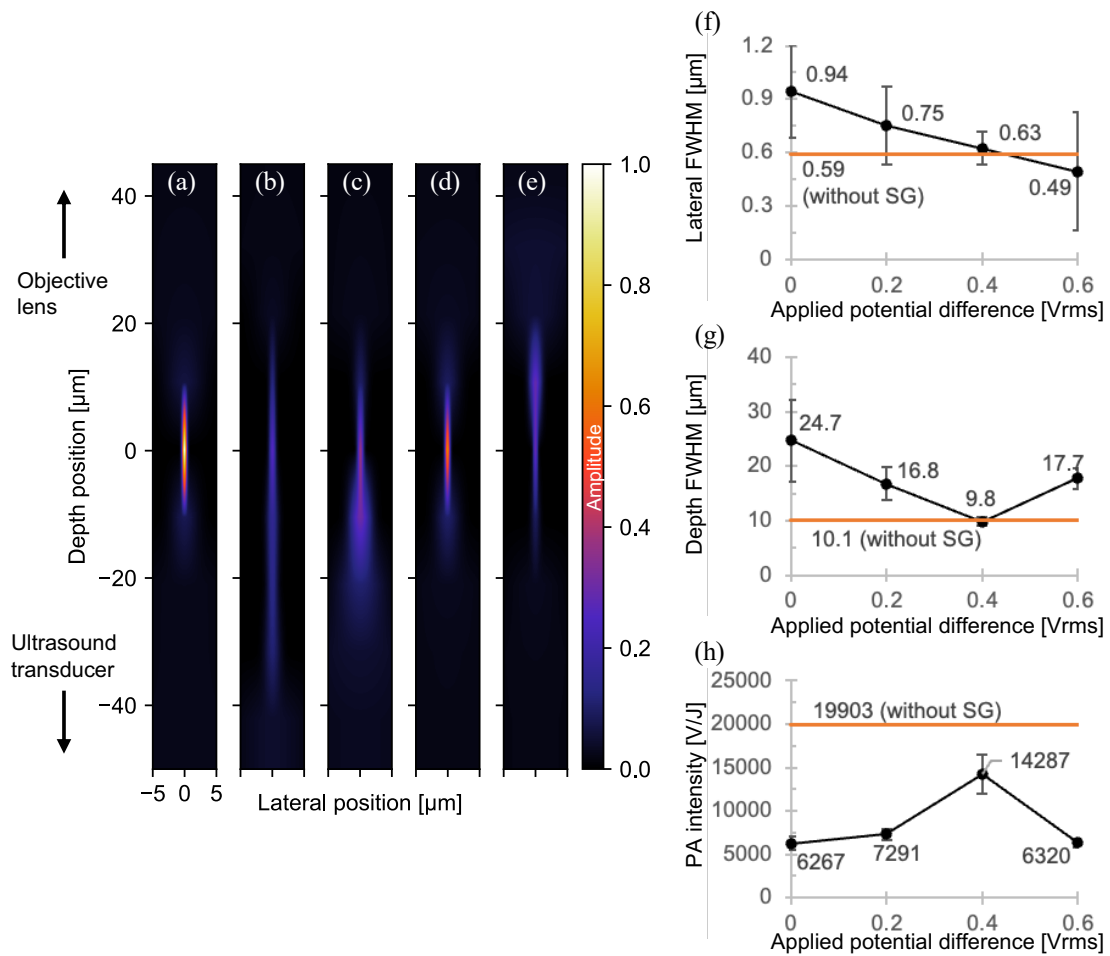 (a)
(b)
(c)
(d)
(e)
40
20
0
−20
−40
Depth position [µm]
Objective
lens
Ultrasound
transducer
−5 0 5
Lateral position [µm]
1.0
0.8
0.6
0.4
0.2
0.0
Amplitude
(f)
Lateral FWHM [µm]
1.2
0.9
0.6
0.3
0
0.94
0.75
0.63
0.49
0.59
(without SG)
0 0.2 0.4 0.6
Applied potential difference [Vrms]
(g)
Depth FWHM [µm]
40
30
20
10
0
24.7
16.8
9.8
17.7
10.1 (without SG)
0 0.2 0.4 0.6
Applied potential difference [Vrms]
(h)
PA intensity [V/J]
25000
20000
15000
10000
5000
0
19903 (without SG)
14287
6267
7291
6320
0 0.2 0.4 0.6
Applied potential difference [Vrms]